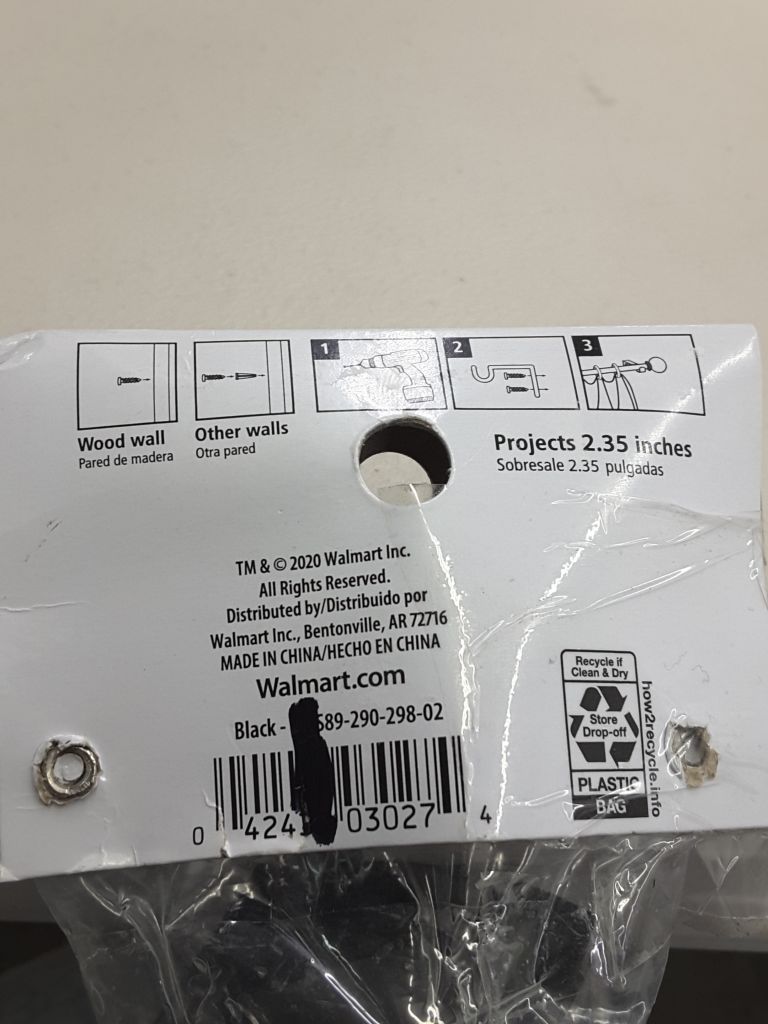 1
2
3
Wood wall
Pared de madera
Other walls
Otra pared
Projects 2.35 inches
Sobresale 2.35 pulgadas
TM & © 2020 Walmart Inc.
All Rights Reserved.
Distributed by/Distribuido por
Walmart Inc., Bentonville, AR 72716
MADE IN CHINA/HECHO EN CHINA
Walmart.com
Black - 589-290-298-02
0 424 03027 4
Recycle if
Clean & Dry
Store
Drop-off
PLASTIC
BAG
how2recycle.info